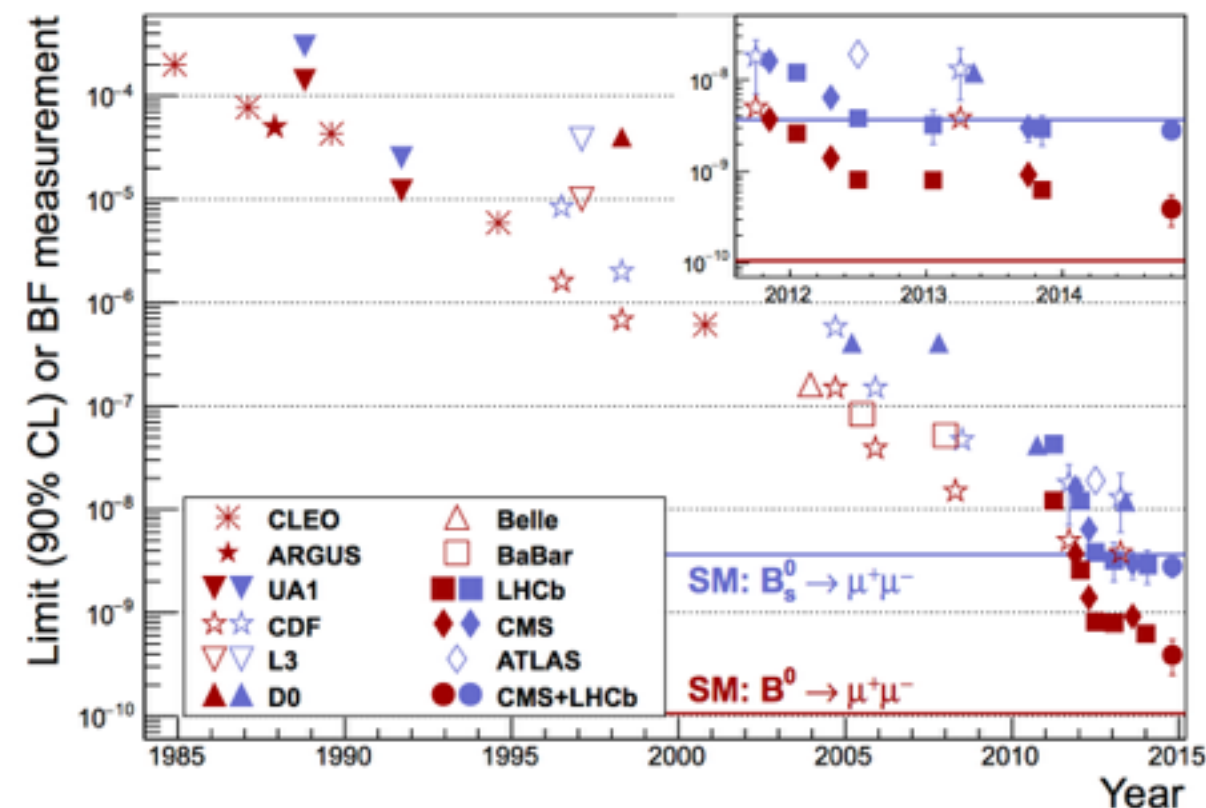 Limit (90% CL) or BF measurement
10⁻⁴
10⁻⁵
10⁻⁶
10⁻⁷
10⁻⁸
10⁻⁹
10⁻¹⁰
10⁻⁸
10⁻⁹
10⁻¹⁰
2012 2013 2014
CLEO Belle
ARGUS BaBar
UA1 LHCb
CDF CMS
L3 ATLAS
D0 CMS+LHCb
SM: B⁰ₛ → μ⁺μ⁻
SM: B⁰ → μ⁺μ⁻
1985 1990 1995 2000 2005 2010 2015
Year